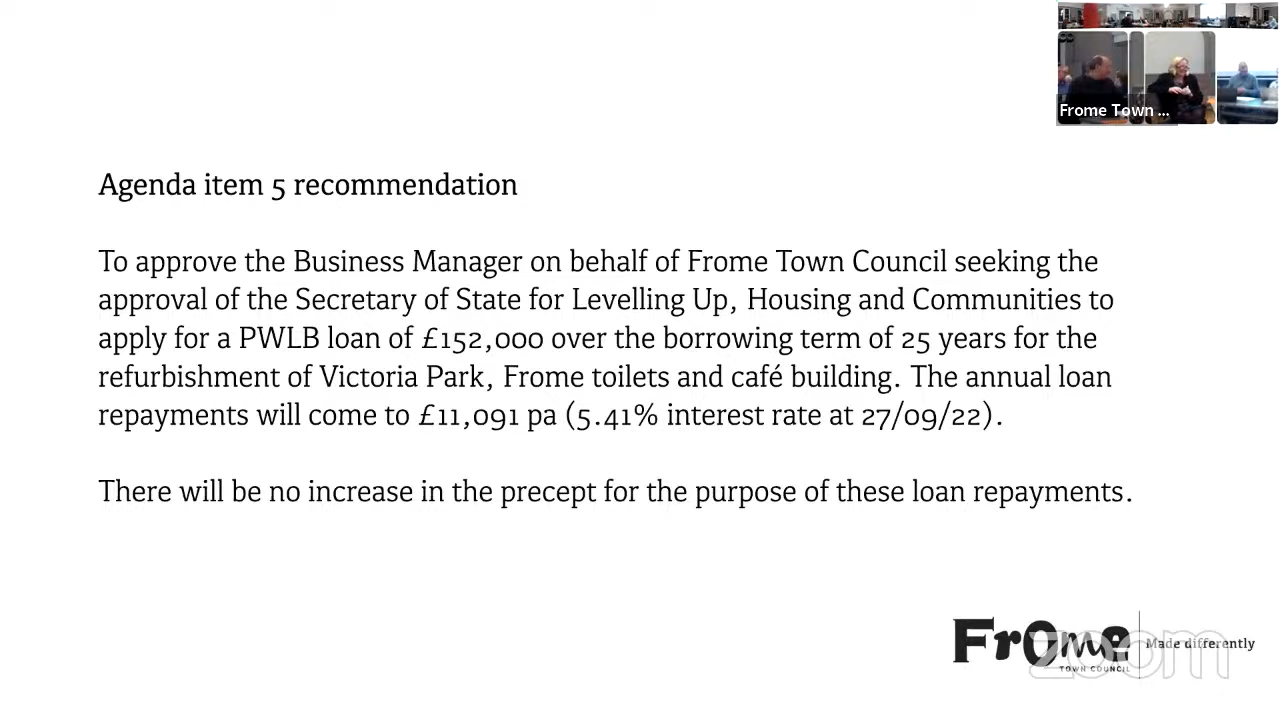 Frome Town ...
Agenda item 5 recommendation
To approve the Business Manager on behalf of Frome Town Council seeking the
approval of the Secretary of State for Levelling Up, Housing and Communities to
apply for a PWLB loan of £152,000 over the borrowing term of 25 years for the
refurbishment of Victoria Park, Frome toilets and café building. The annual loan
repayments will come to £11,091 pa (5.41% interest rate at 27/09/22).
There will be no increase in the precept for the purpose of these loan repayments.
Frome
TOWN COUNCIL
Made differently
zoom